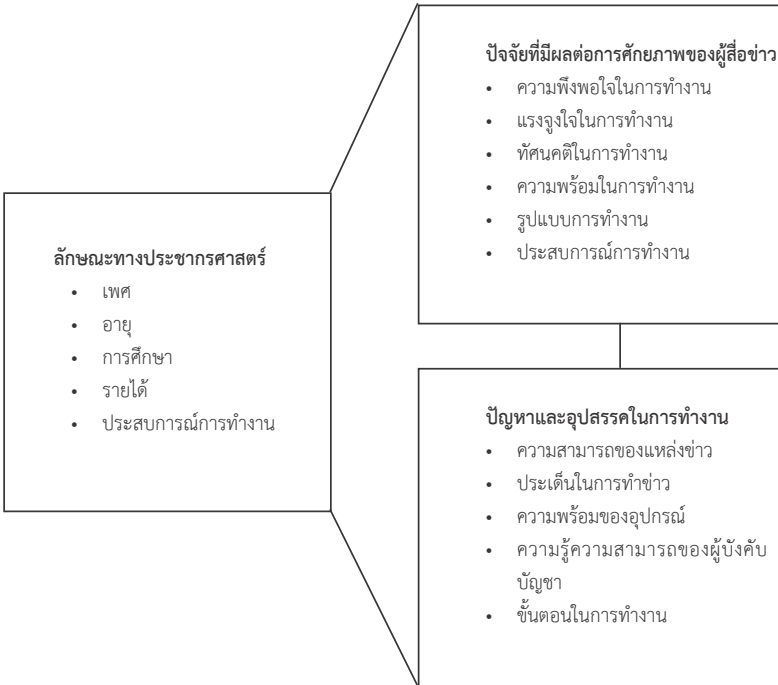 ปัจจัยที่มีผลต่อการศักยภาพของผู้สื่อข่าว
• ความพึงพอใจในการทำงาน
• แรงจูงใจในการทำงาน
• ทัศนคติในการทำงาน
• ความพร้อมในการทำงาน
• รูปแบบการทำงาน
• ประสบการณ์การทำงาน
ลักษณะทางประชากรศาสตร์
• เพศ
• อายุ
• การศึกษา
• รายได้
• ประสบการณ์การทำงาน
ปัญหาและอุปสรรคในการทำงาน
• ความสามารถของแหล่งข่าว
• ประเด็นในการทำข่าว
• ความพร้อมของอุปกรณ์
• ความรู้ความสามารถของผู้บังคับ
บัญชา
• ขั้นตอนในการทำงาน